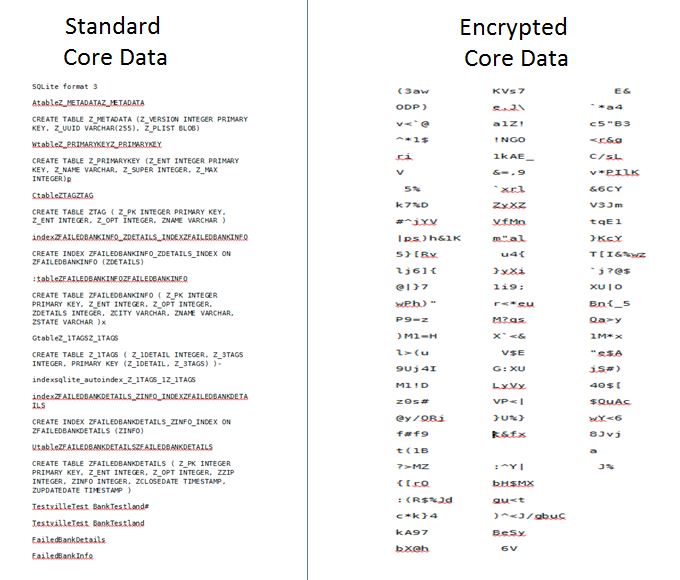 Standard
Core Data
SQLite format 3
AtableZ_METADATAZ_METADATA
CREATE TABLE Z_METADATA (Z_VERSION INTEGER PRIMARY
KEY, Z_UUID VARCHAR(255), Z_PLIST BLOB)
WtableZ_PRIMARYKEYZ_PRIMARYKEY
CREATE TABLE Z_PRIMARYKEY (Z_ENT INTEGER PRIMARY
KEY, Z_NAME VARCHAR, Z_SUPER INTEGER, Z_MAX
INTEGER)p
CtableZTAGZTAG
CREATE TABLE ZTAG ( Z_PK INTEGER PRIMARY KEY,
Z_ENT INTEGER, Z_OPT INTEGER, ZNAME VARCHAR )
indexZFAILEDBANKINFO_ZDETAILS_INDEXZFAILEDBANKINFO
CREATE INDEX ZFAILEDBANKINFO_ZDETAILS_INDEX ON
ZFAILEDBANKINFO (ZDETAILS)
:tableZFAILEDBANKINFOZFAILEDBANKINFO
CREATE TABLE ZFAILEDBANKINFO ( Z_PK INTEGER
PRIMARY KEY, Z_ENT INTEGER, Z_OPT INTEGER,
ZDETAILS INTEGER, ZCITY VARCHAR, ZNAME VARCHAR,
ZSTATE VARCHAR )x
GtableZ_1TAGSZ_1TAGS
CREATE TABLE Z_1TAGS ( Z_1DETAIL INTEGER, Z_3TAGS
INTEGER, PRIMARY KEY (Z_1DETAIL, Z_3TAGS) )-
indexsqlite_autoindex_Z_1TAGS_1Z_1TAGS
indexZFAILEDBANKDETAILS_ZINFO_INDEXZFAILEDBANKDETA
ILS
CREATE INDEX ZFAILEDBANKDETAILS_ZINFO_INDEX ON
ZFAILEDBANKDETAILS (ZINFO)
UtableZFAILEDBANKDETAILSZFAILEDBANKDETAILS
CREATE TABLE ZFAILEDBANKDETAILS ( Z_PK INTEGER
PRIMARY KEY, Z_ENT INTEGER, Z_OPT INTEGER, ZZIP
INTEGER, ZINFO INTEGER, ZCLOSEDATE TIMESTAMP,
ZUPDATEDATE TIMESTAMP )
TestvilleTest BankTestland#
TestvilleTest BankTestland
FailedBankDetails
FailedBankInfo
Encrypted
Core Data
(3aw
ODP)
v<`@
^*1$
ri
V
5%
k7%D
#^jYV
|ps)h&1K
5}[Rv
lj6]{
@|}7
wPh)"
P9=z
)M1=H
l>(u
9Uj4I
M1!D
z0s#
@y/ORj
f#f9
t(1B
?>MZ
{[rO
:(R$%Jd
c*k}4
kA97
bX@h
KVs7
e,J\
a1Z!
!NGO
1kAE_
&=,9
`xrl
ZyXZ
VfMn
m"al
u4{
}yXi
1i9:
r<*eu
M?qs
X`<&
V$E
G:XU
LyVy
VP<|
}U%}
k&fx
:^Y|
bH$MX
gu<t
)^<J/gbuC
BeSy
6V
E&
`*a4
c5"B3
<r&g
C/sL
v*PIlK
&6CY
V3Jm
tqE1
}KcY
T[I&%wz
`j?@$
XU|O
Bn{_5
Qa>y
1M*x
"e$A
jS#)
40$[
$QuAc
wY<6
8Jvj
a
J%